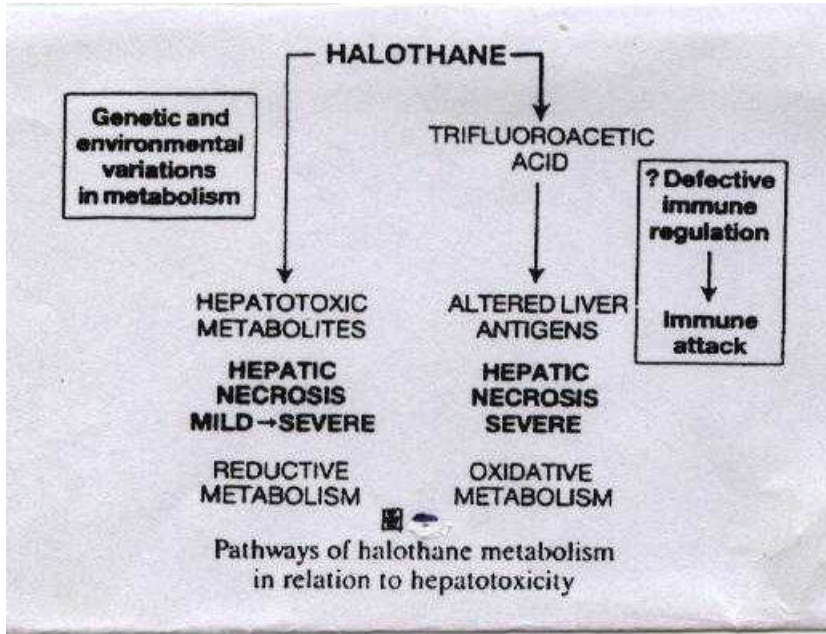 HALOTHANE
Genetic and
environmental
variations
in metabolism
TRIFLUOROACETIC
ACID
? Defective
immune
regulation
Immune
attack
HEPATOTOXIC
METABOLITES
HEPATIC
NECROSIS
MILD→SEVERE
REDUCTIVE
METABOLISM
ALTERED LIVER
ANTIGENS
HEPATIC
NECROSIS
SEVERE
OXIDATIVE
METABOLISM
Pathways of halothane metabolism
in relation to hepatotoxicity